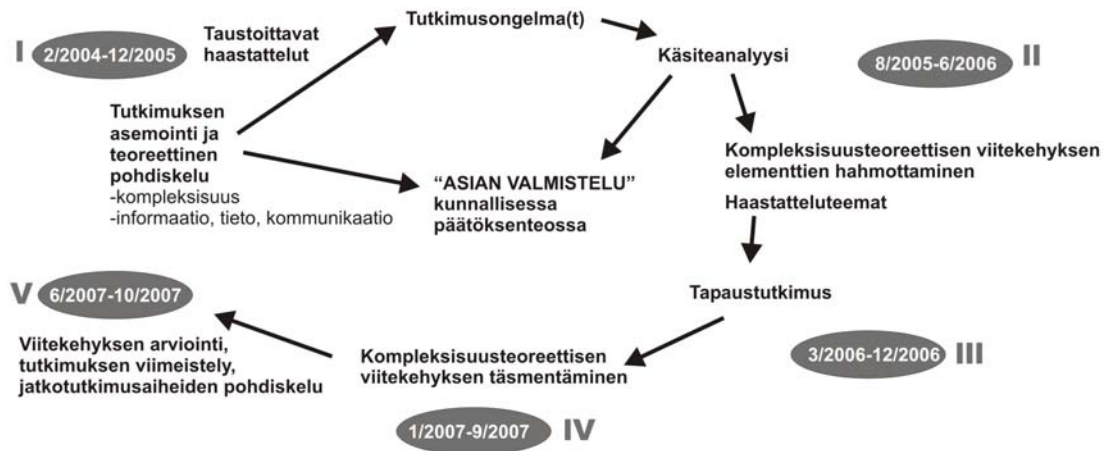 I
2/2004-12/2005
Taustoittavat
haastattelut
Tutkimusongelma(t)
Käsiteanalyysi
8/2005-6/2006
II
Tutkimuksen
asemointi ja
teoreettinen
pohdiskelu
-kompleksisuus
-informaatio, tieto, kommunikaatio
“ASIAN VALMISTELU”
kunnallisessa
päätöksenteossa
Kompleksisuusteoreettisen viitekehyksen
elementtien hahmottaminen
Haastatteluteemat
Tapaustutkimus
3/2006-12/2006
III
Kompleksisuusteoreettisen
viitekehyksen täsmentäminen
1/2007-9/2007
IV
V
6/2007-10/2007
Viitekehyksen arviointi,
tutkimuksen viimeistely,
jatkotutkimusaiheiden pohdiskelu